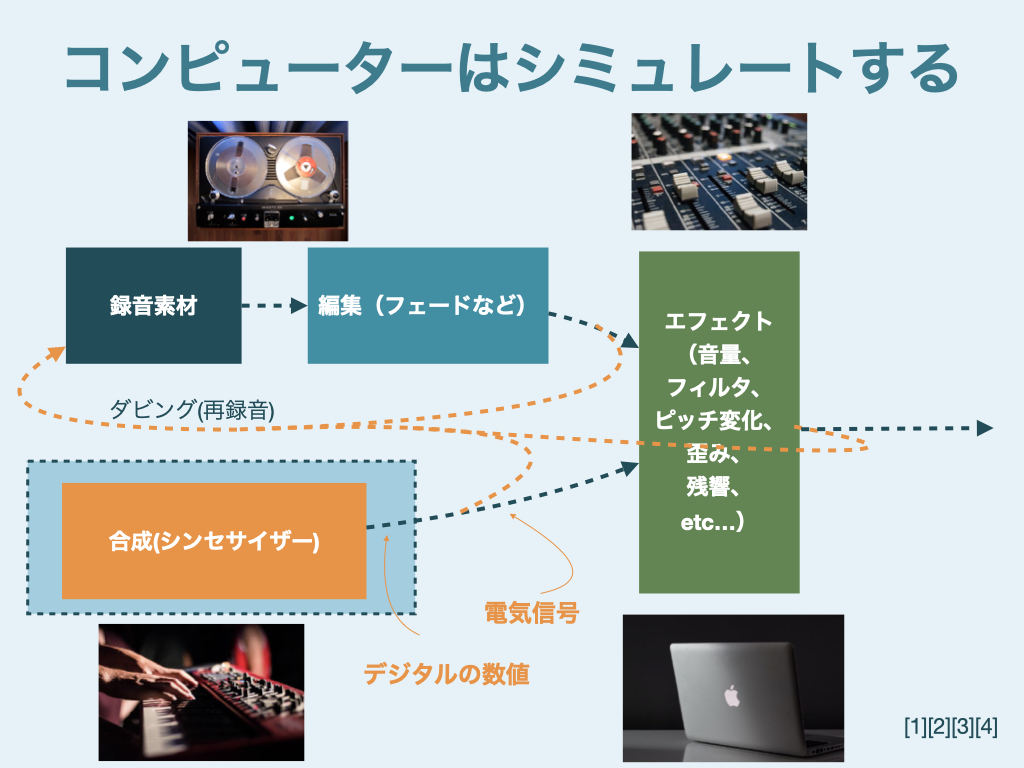 コンピューターはシミュレートする
録音素材
編集（フェードなど）
エフェクト
（音量、
フィルタ、
ピッチ変化、
歪み、
残響、
etc…）
ダビング(再録音)
合成(シンセサイザー)
電気信号
デジタルの数値
[1][2][3][4]